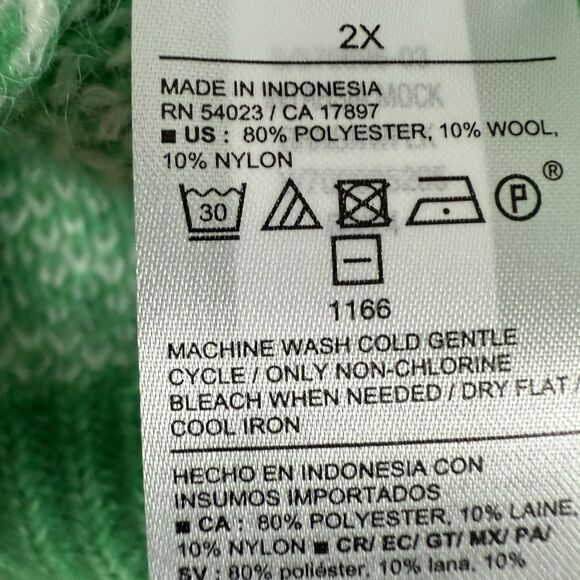 2X
MADE IN INDONESIA
RN 54023 / CA 17897
■ US : 80% POLYESTER, 10% WOOL,
10% NYLON
30
P ®
1166
MACHINE WASH COLD GENTLE
CYCLE / ONLY NON-CHLORINE
BLEACH WHEN NEEDED / DRY FLAT /
COOL IRON
HECHO EN INDONESIA CON
INSUMOS IMPORTADOS
■ CA : 80% POLYESTER, 10% LAINE,
10% NYLON ■ CR/ EC/ GT/ MX/ PA/
SV : 80% poliéster, 10% lana, 10%